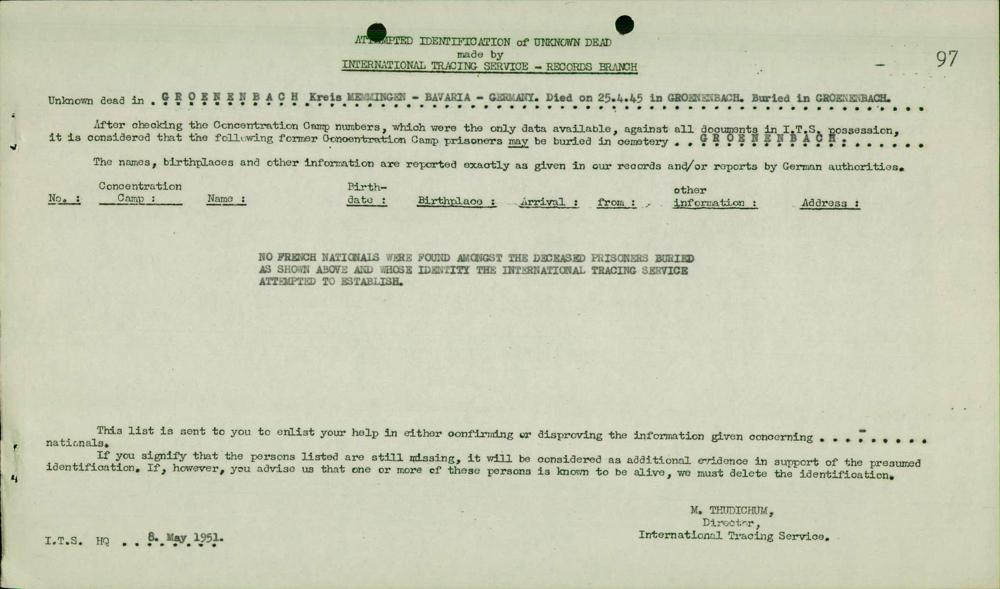 ATTEMPTED IDENTIFICATION of UNKNOWN DEAD
made by
INTERNATIONAL TRACING SERVICE - RECORDS BRANCH
97
Unknown dead in . G R O E N E N B A C H Kreis MEMMINGEN - BAVARIA - GERMANY. Died on 25.4.45 in GROENENBACH. Buried in GROENENBACH.
After checking the Concentration Camp numbers, which were the only data available, against all documents in I.T.S. possession,
it is considered that the following former Concentration Camp prisoners may be buried in cemetery . . G R O E N E N B A C H . . . . . . .
The names, birthplaces and other information are reported exactly as given in our records and/or reports by German authorities.
No. : Concentration Camp : Name : Birth-date : Birthplace : Arrival : from : other information : Address :
NO FRENCH NATIONALS WERE FOUND AMONGST THE DECEASED PRISONERS BURIED
AS SHOWN ABOVE AND WHOSE IDENTITY THE INTERNATIONAL TRACING SERVICE
ATTEMPTED TO ESTABLISH.
This list is sent to you to enlist your help in either confirming or disproving the information given concerning . . . . . . . . .
nationals.
If you signify that the persons listed are still missing, it will be considered as additional evidence in support of the presumed
identification. If, however, you advise us that one or more of these persons is known to be alive, we must delete the identification.
M. THUDICHUM,
Director,
International Tracing Service.
I.T.S. HQ . . 8. May 1951.